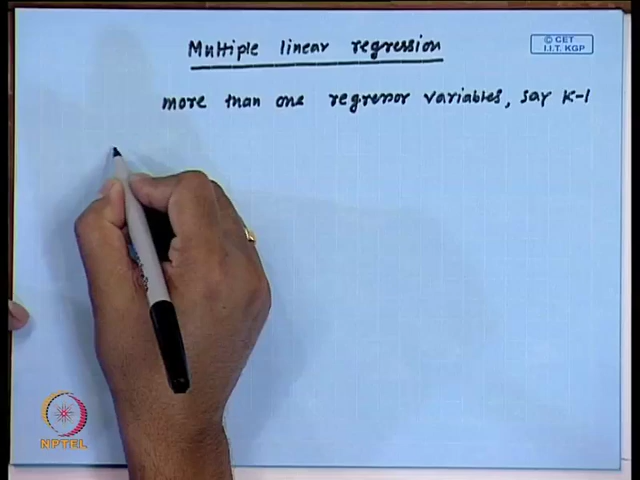 Multiple linear regression
© CET
I.I.T. KGP
more than one regressor variables, say K-1
NPTEL